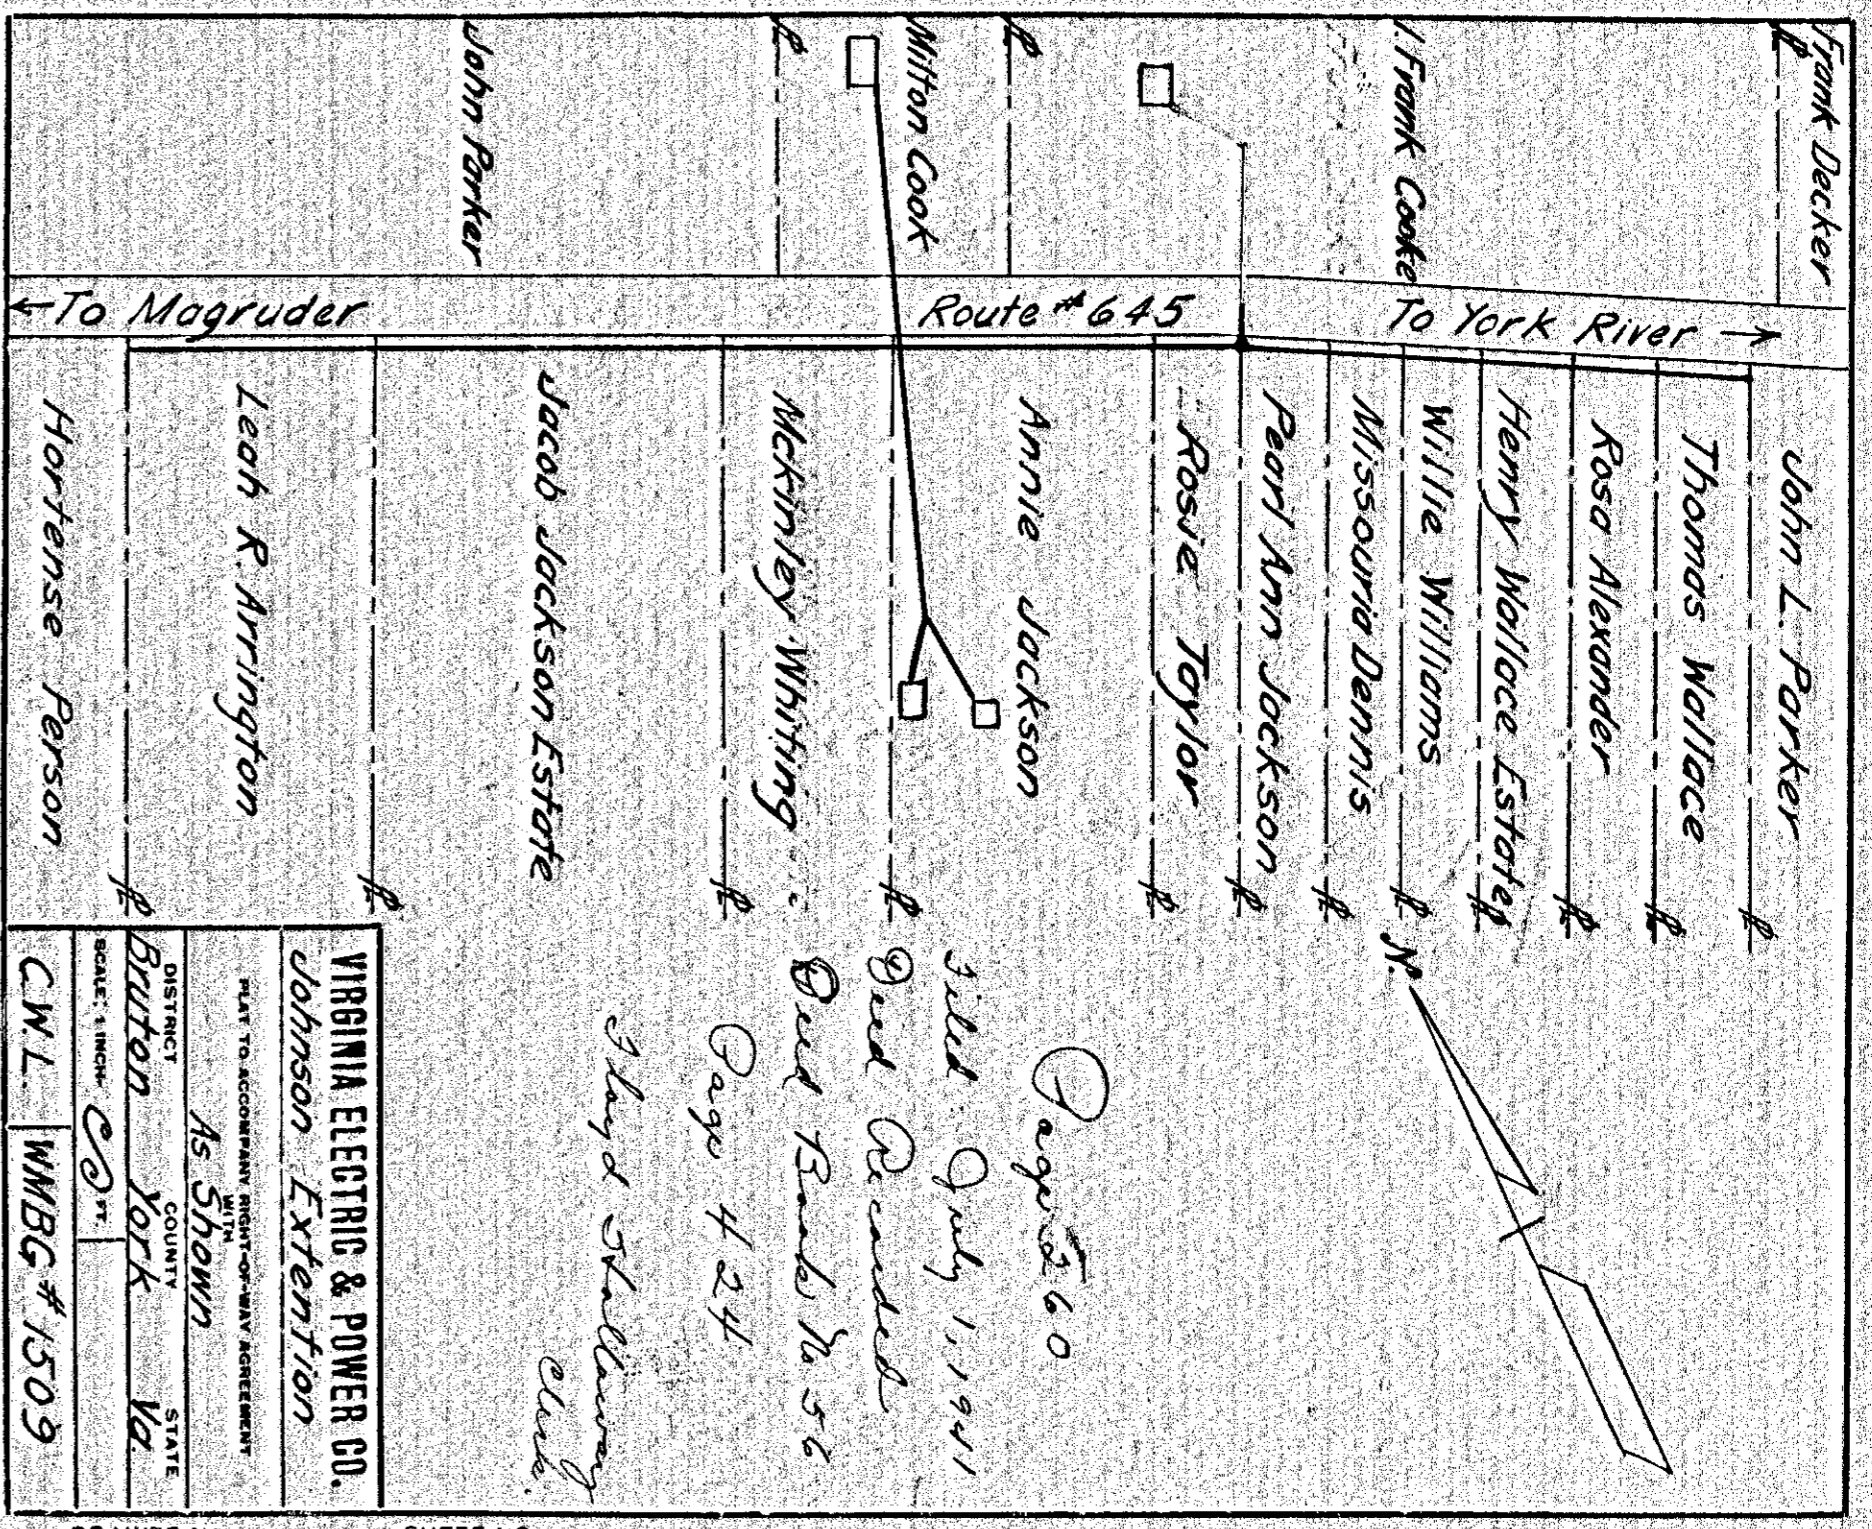 Frank Decker
I. Frank Cooke
Milton Cook
John Parker
← To Magruder
Route #645
To York River →
John L. Parker
Thomas Wallace
Rosa Alexander
Henry Wallace Estate
Willie Williams
Missouria Dennis
Pearl Ann Jackson
Rosie Taylor
Annie Jackson
McKinley Whiting
Jacob Jackson Estate
Leah R. Arrington
Hortense Person
N.
Page 260
Filed July 1, 1941
Deed Recorded
Deed Book No 56
Page 424
Floyd Holloway
Clerk.
VIRGINIA ELECTRIC & POWER CO.
Johnson Extention
PLAT TO ACCOMPANY RIGHT-OF-WAY AGREEMENT
WITH
As Shown
DISTRICT COUNTY STATE
Bruton York Va.
SCALE, 1 INCH= FT.
C.W.L. WMBG #1509